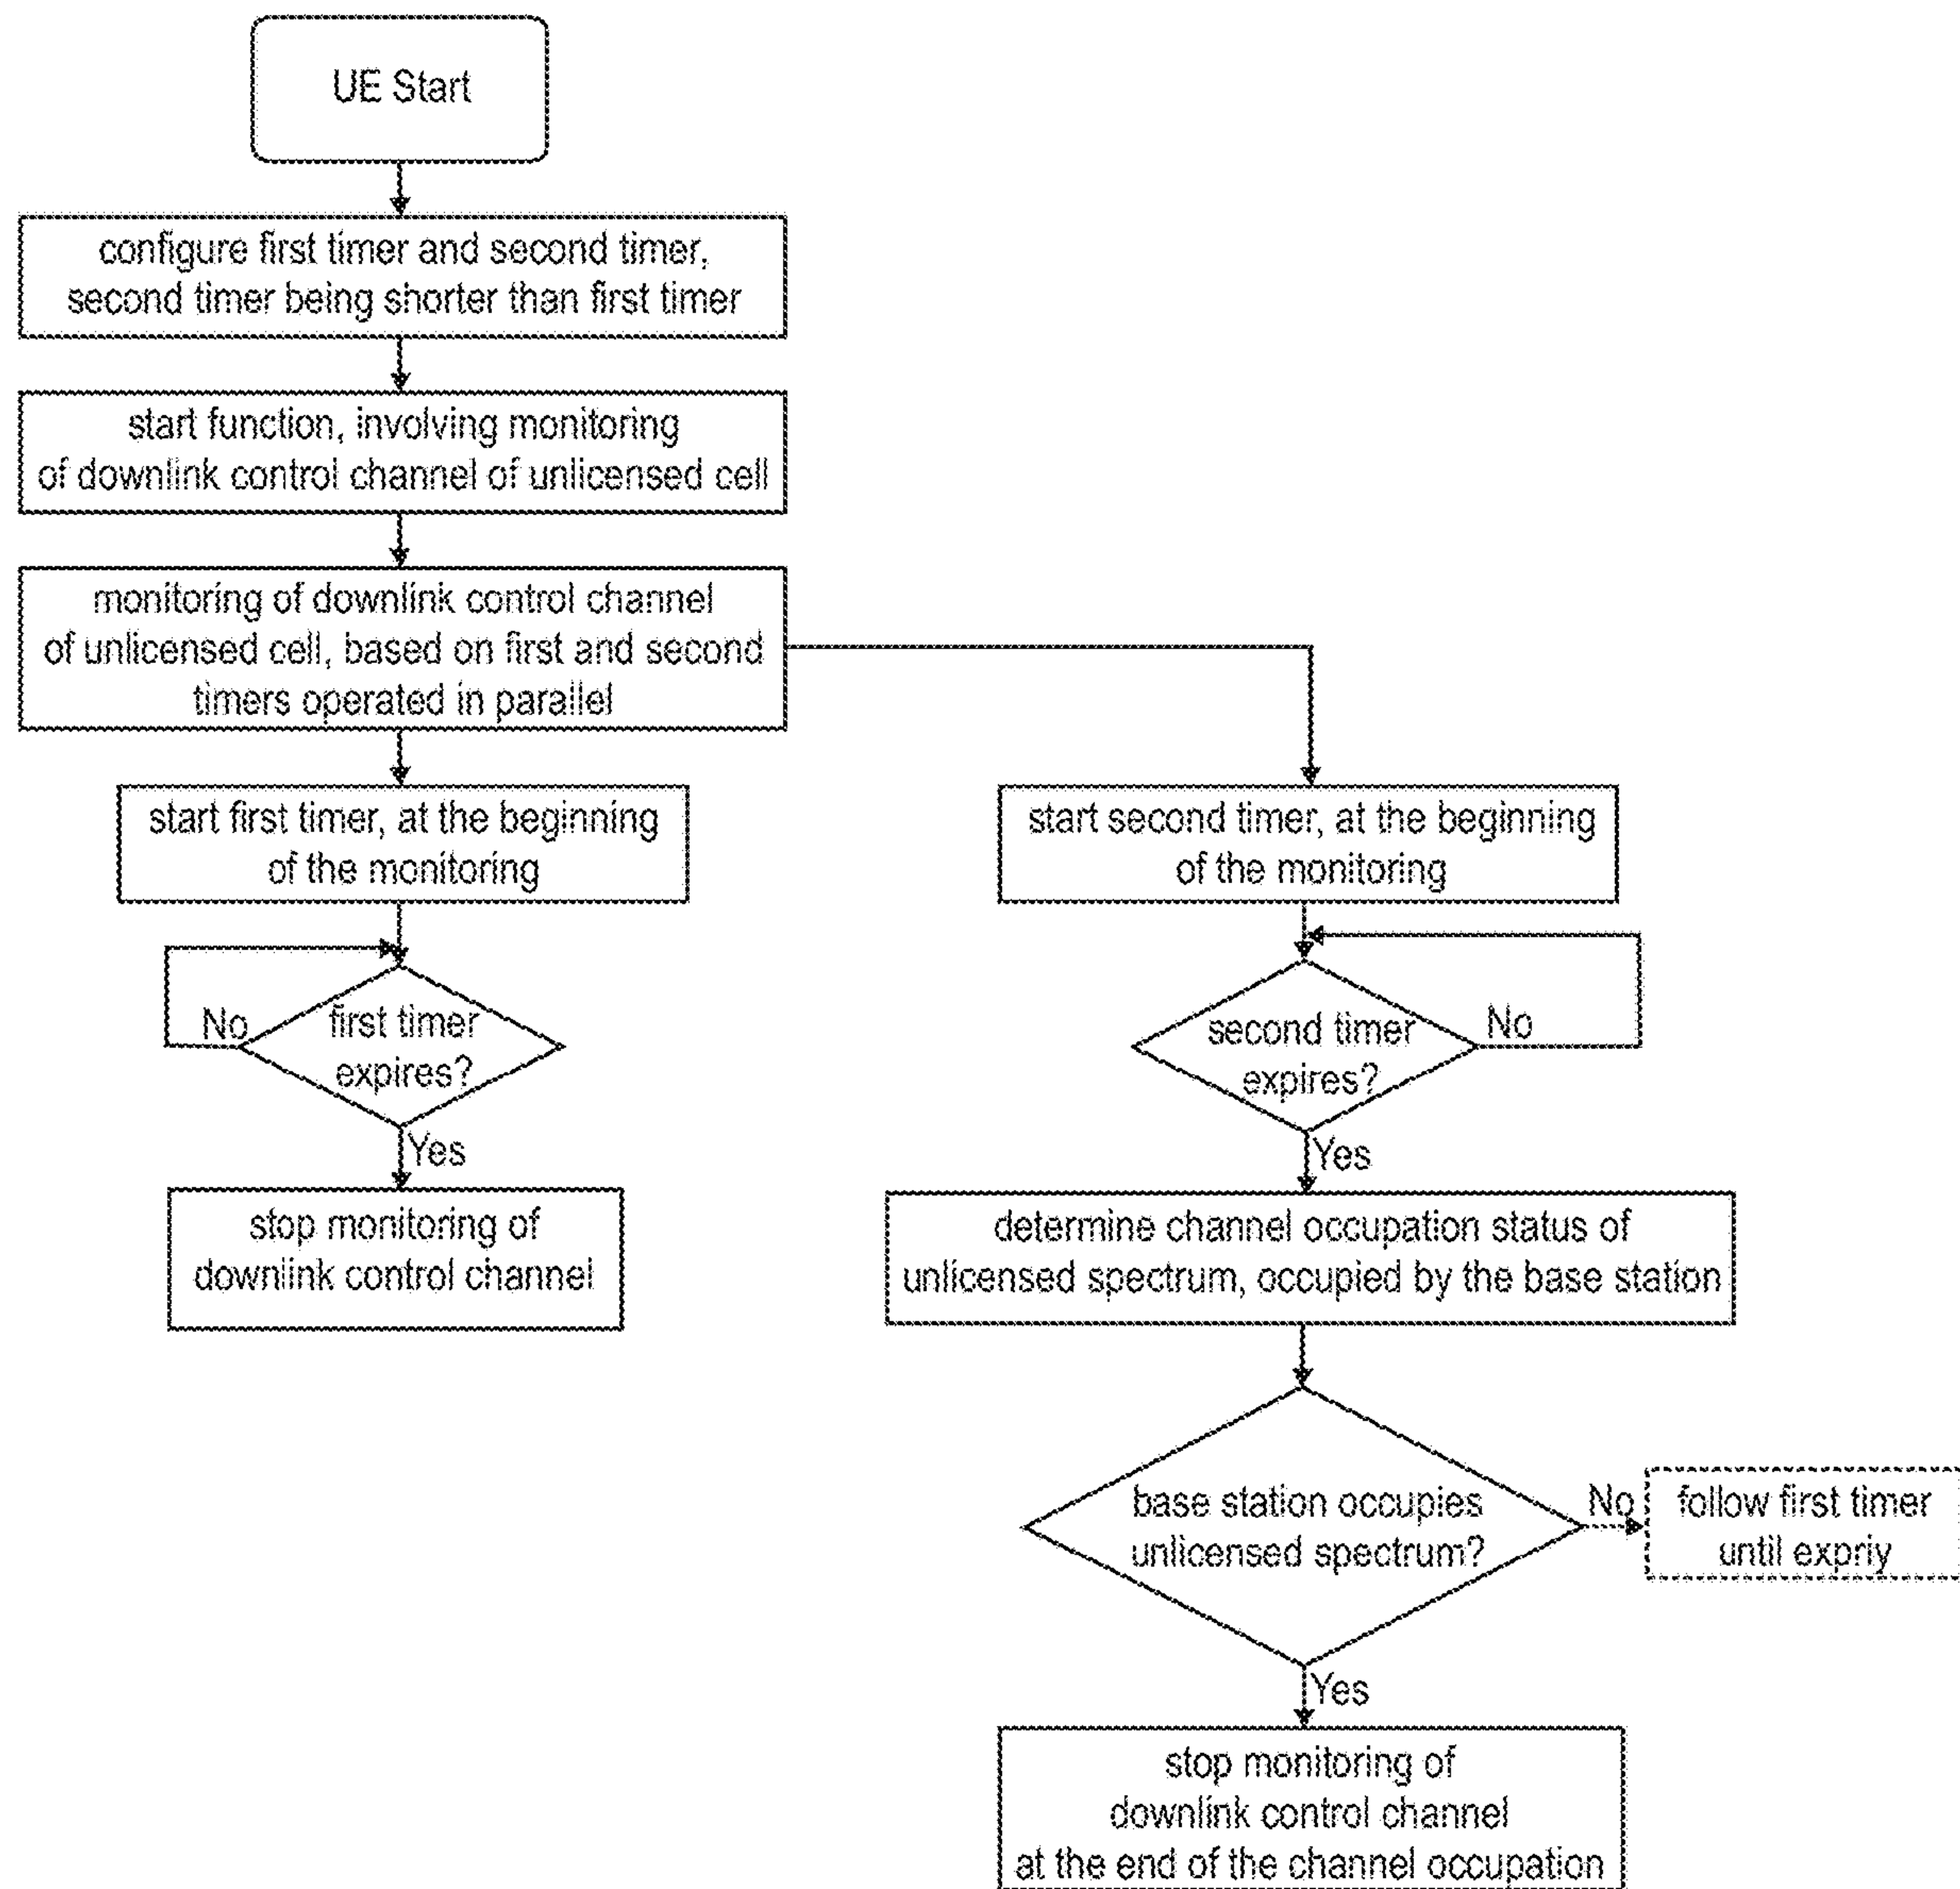 UE Start
configure first timer and second timer,
second timer being shorter than first timer
start function, involving monitoring
of downlink control channel of unlicensed cell
monitoring of downlink control channel
of unlicensed cell, based on first and second
timers operated in parallel
start first timer, at the beginning
of the monitoring
start second timer, at the beginning
of the monitoring
No
first timer
expires?
Yes
second timer
expires?
No
Yes
stop monitoring of
downlink control channel
determine channel occupation status of
unlicensed spectrum, occupied by the base station
base station occupies
unlicensed spectrum?
No
follow first timer
until expriy
Yes
stop monitoring of
downlink control channel
at the end of the channel occupation